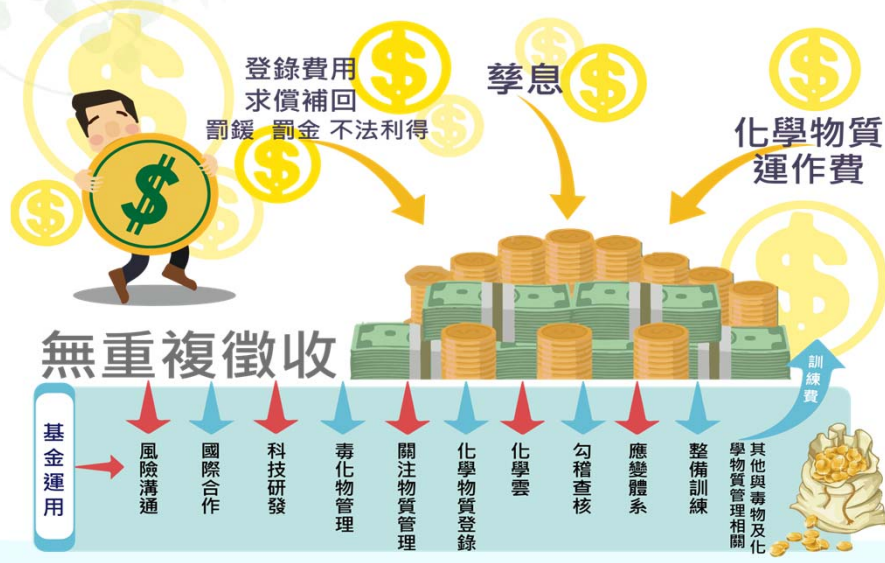 登錄費用
求償補回
罰鍰 罰金 不法利得
孳息
化學物質
運作費
無重複徵收
訓練費
基金運用
風險溝通
國際合作
科技研發
毒化物管理
關注物質管理
化學物質登錄
化學雲
勾稽查核
應變體系
整備訓練
其他與毒物及化
學物質管理相關